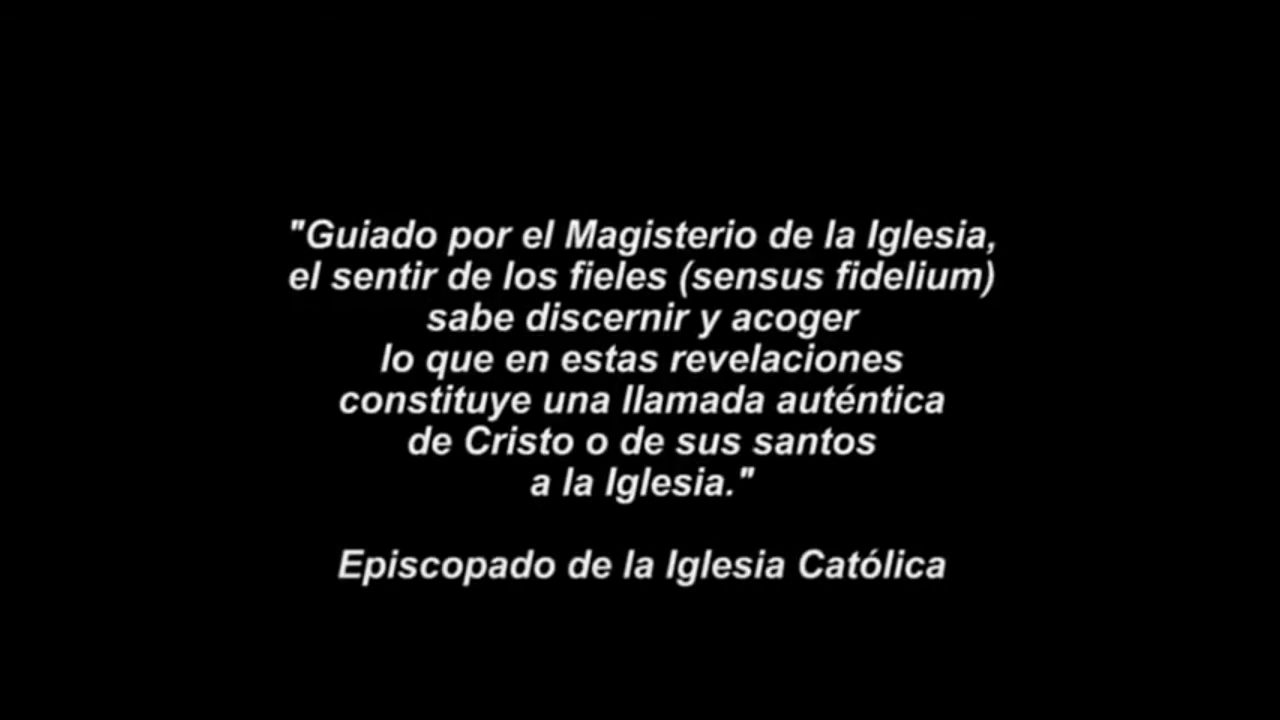 "Guiado por el Magisterio de la Iglesia,
el sentir de los fieles (sensus fidelium)
sabe discernir y acoger
lo que en estas revelaciones
constituye una llamada auténtica
de Cristo o de sus santos
a la Iglesia."
Episcopado de la Iglesia Católica